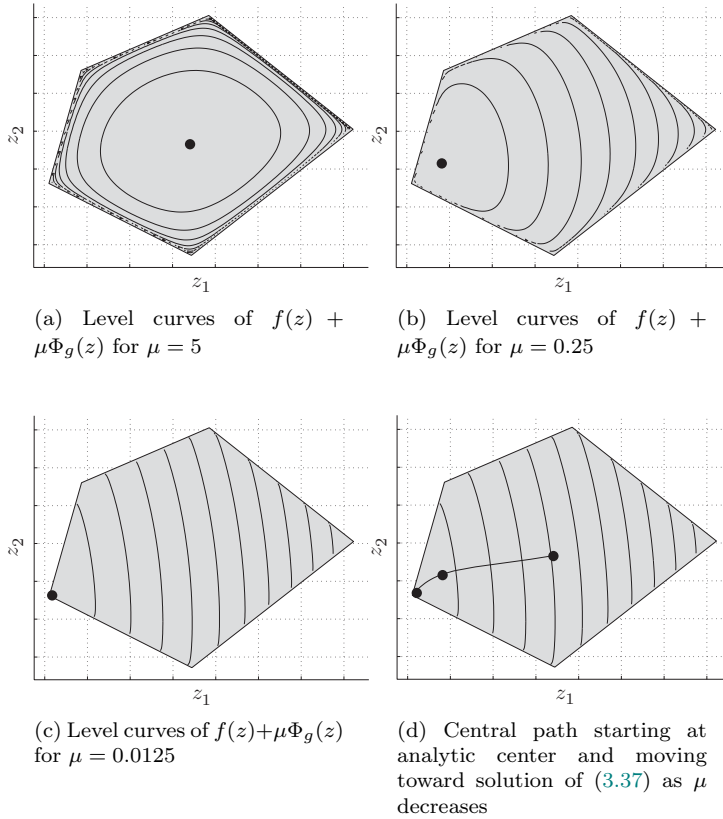 z2
z1
(a) Level curves of f(z) +
μΦg(z) for μ = 5
z2
z1
(b) Level curves of f(z) +
μΦg(z) for μ = 0.25
z2
z1
(c) Level curves of f(z)+μΦg(z)
for μ = 0.0125
z2
z1
(d) Central path starting at
analytic center and moving
toward solution of (3.37) as μ
decreases